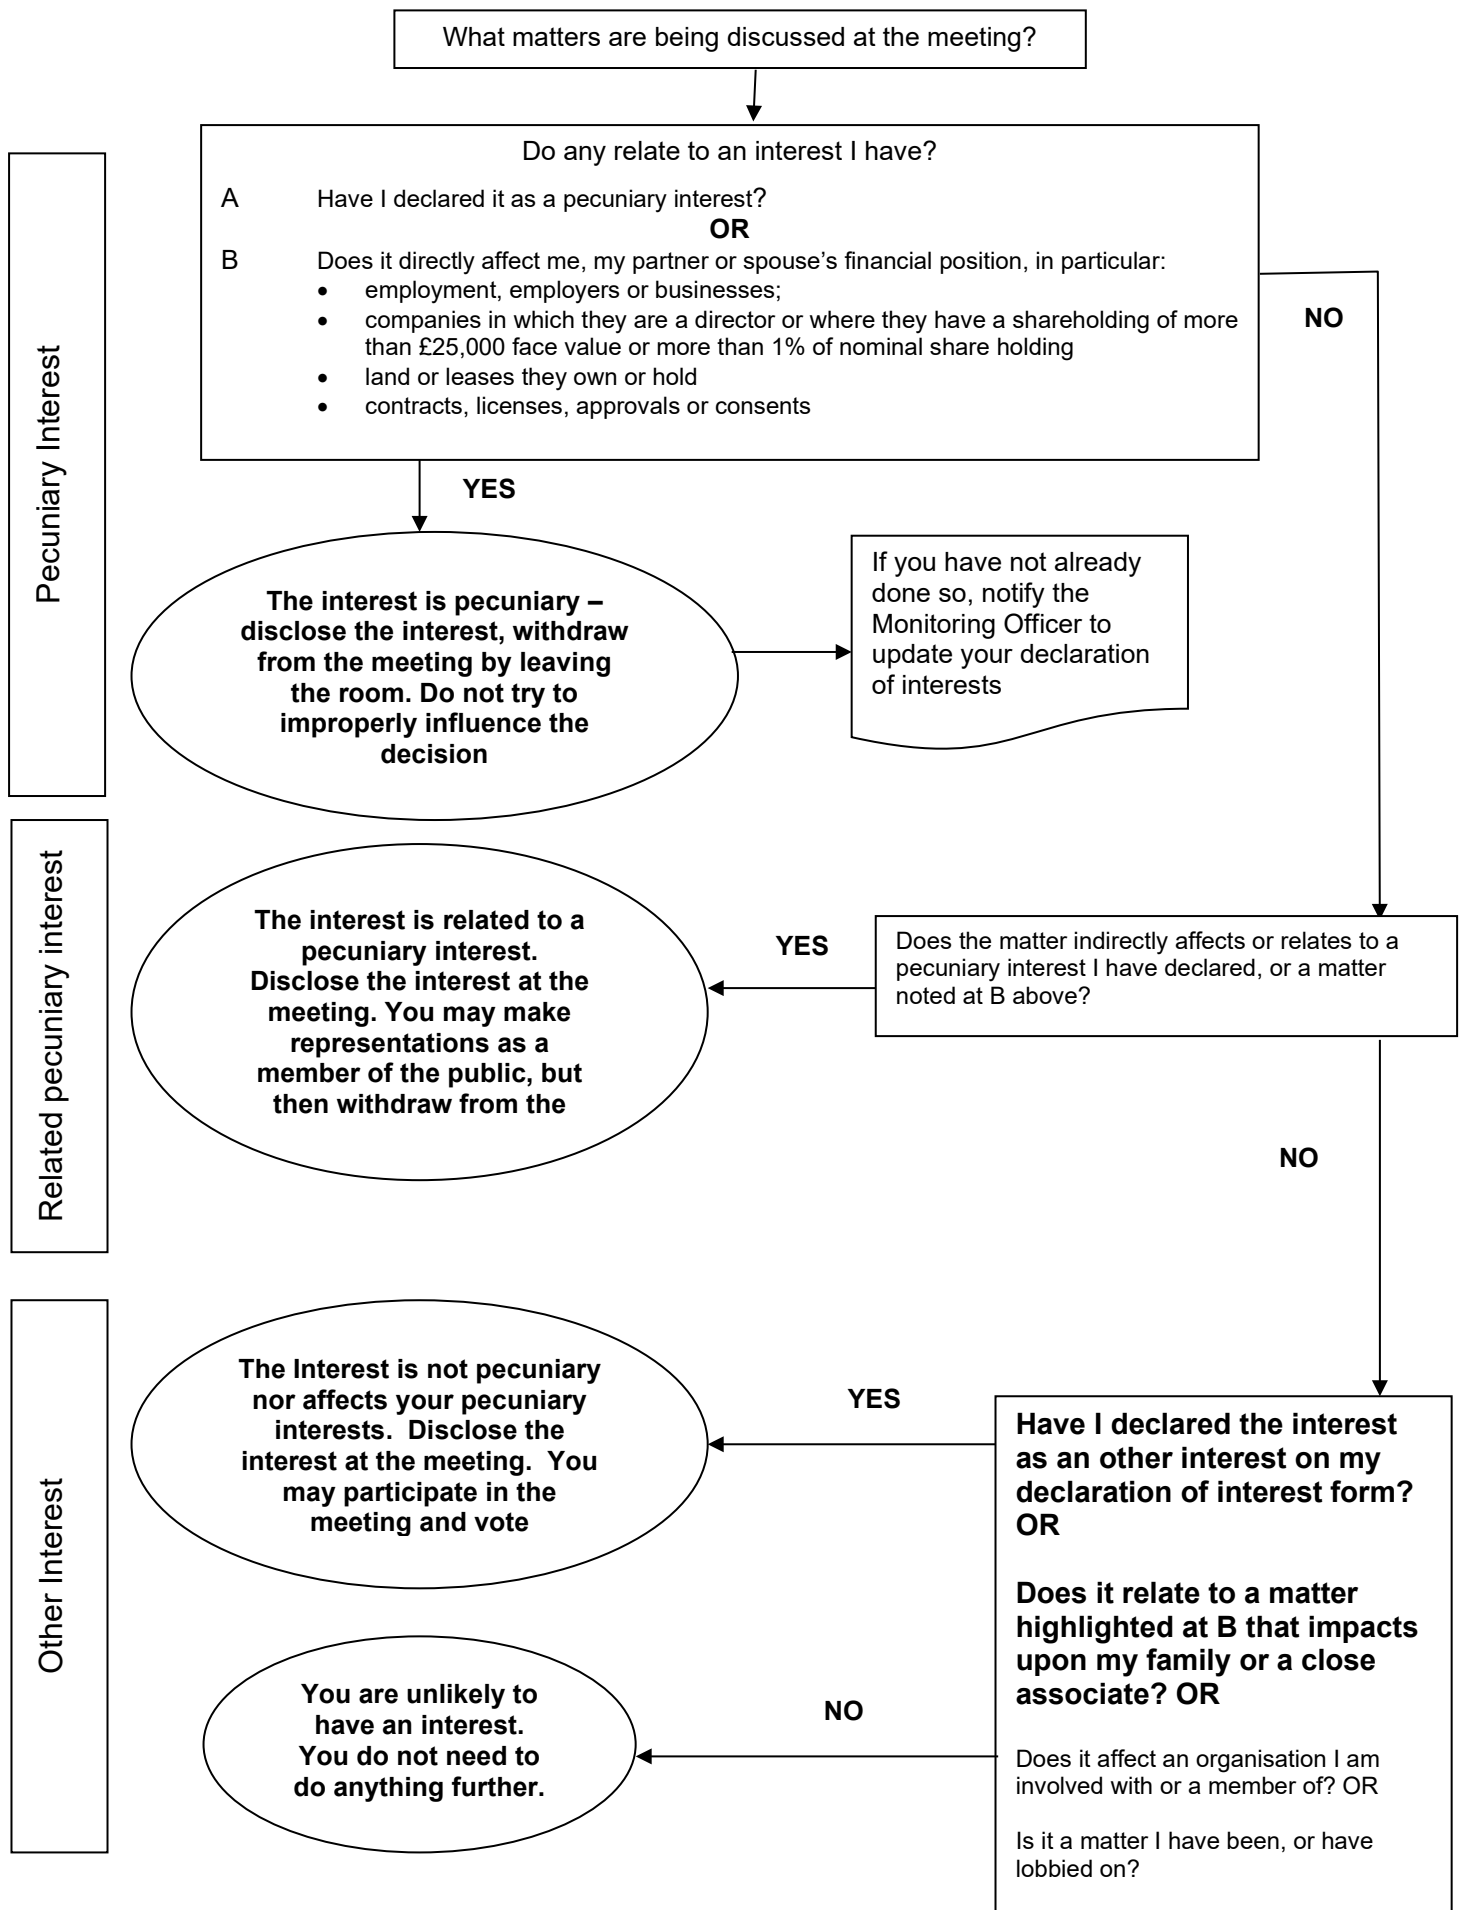 What matters are being discussed at the meeting?
Do any relate to an interest I have?
A Have I declared it as a pecuniary interest?
OR
B Does it directly affect me, my partner or spouse's financial position, in particular:
• employment, employers or businesses;
• companies in which they are a director or where they have a shareholding of more
than £25,000 face value or more than 1% of nominal share holding
• land or leases they own or hold
• contracts, licenses, approvals or consents
NO
Pecuniary Interest
YES
The interest is pecuniary –
disclose the interest, withdraw
from the meeting by leaving
the room. Do not try to
improperly influence the
decision
If you have not already
done so, notify the
Monitoring Officer to
update your declaration
of interests
Related pecuniary interest
The interest is related to a
pecuniary interest.
Disclose the interest at the
meeting. You may make
representations as a
member of the public, but
then withdraw from the
YES
Does the matter indirectly affects or relates to a
pecuniary interest I have declared, or a matter
noted at B above?
NO
Other Interest
The Interest is not pecuniary
nor affects your pecuniary
interests. Disclose the
interest at the meeting. You
may participate in the
meeting and vote
YES
Have I declared the interest
as an other interest on my
declaration of interest form?
OR
Does it relate to a matter
highlighted at B that impacts
upon my family or a close
associate? OR
Does it affect an organisation I am
involved with or a member of? OR
Is it a matter I have been, or have
lobbied on?
NO
You are unlikely to
have an interest.
You do not need to
do anything further.